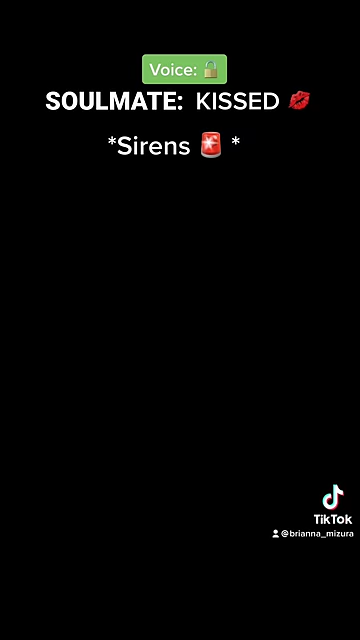 Voice: 🔓
SOULMATE: KISSED 💋
*Sirens 🚨 *
TikTok
@brianna_mizura